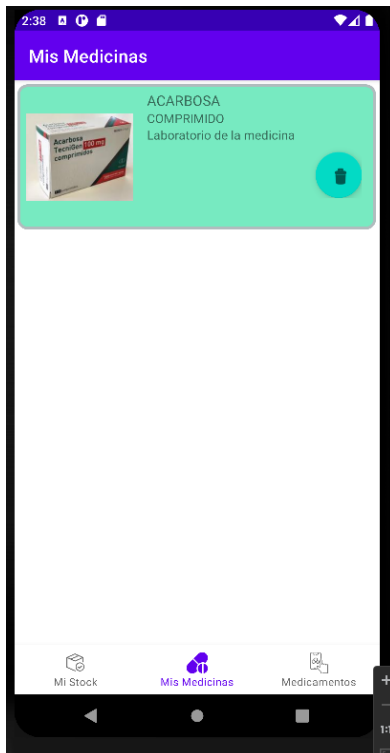 2:38
Mis Medicinas
ACARBOSA
COMPRIMIDO
Laboratorio de la medicina
Acarbosa
TecniGen 100 mg
comprimidos
Mi Stock
Mis Medicinas
Medicamentos